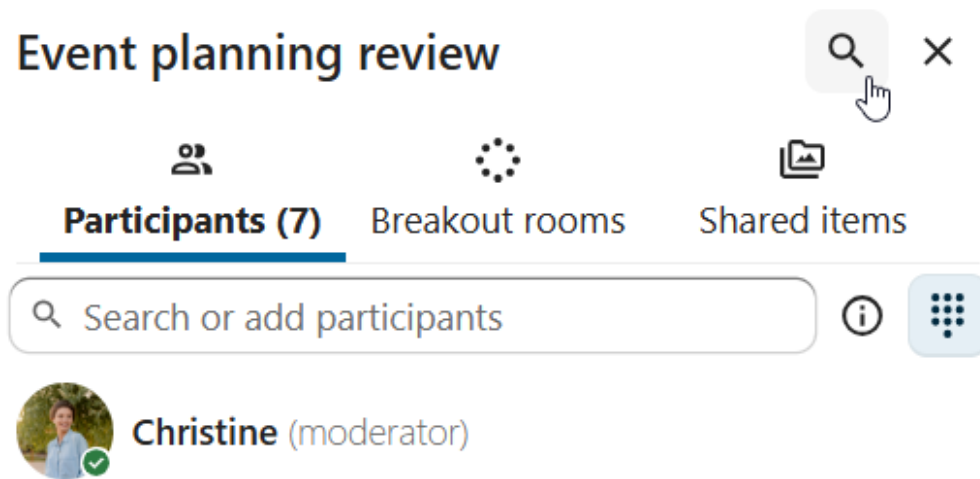 Event planning review
Participants (7) Breakout rooms Shared items
Search or add participants
Christine (moderator)